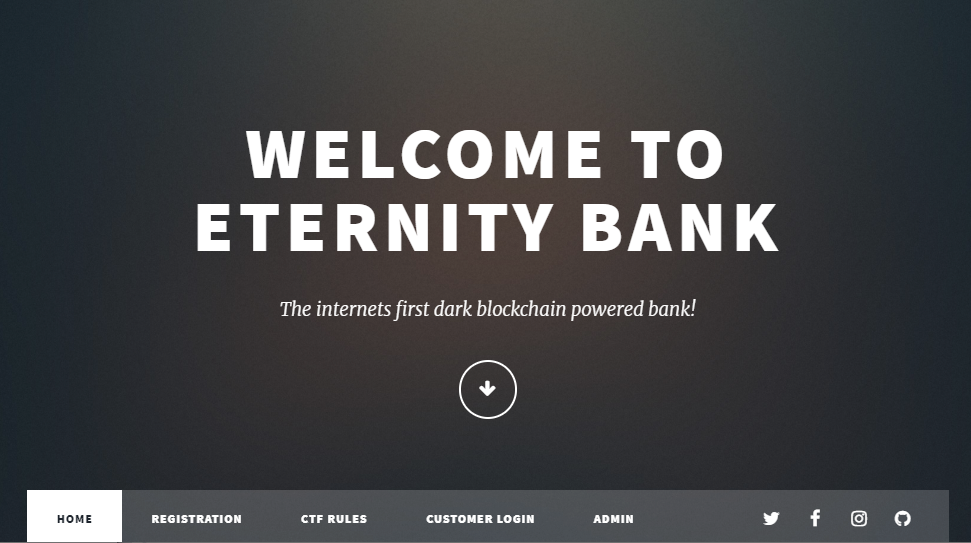 WELCOME TO
ETERNITY BANK
The internets first dark blockchain powered bank!
HOME REGISTRATION CTF RULES CUSTOMER LOGIN ADMIN